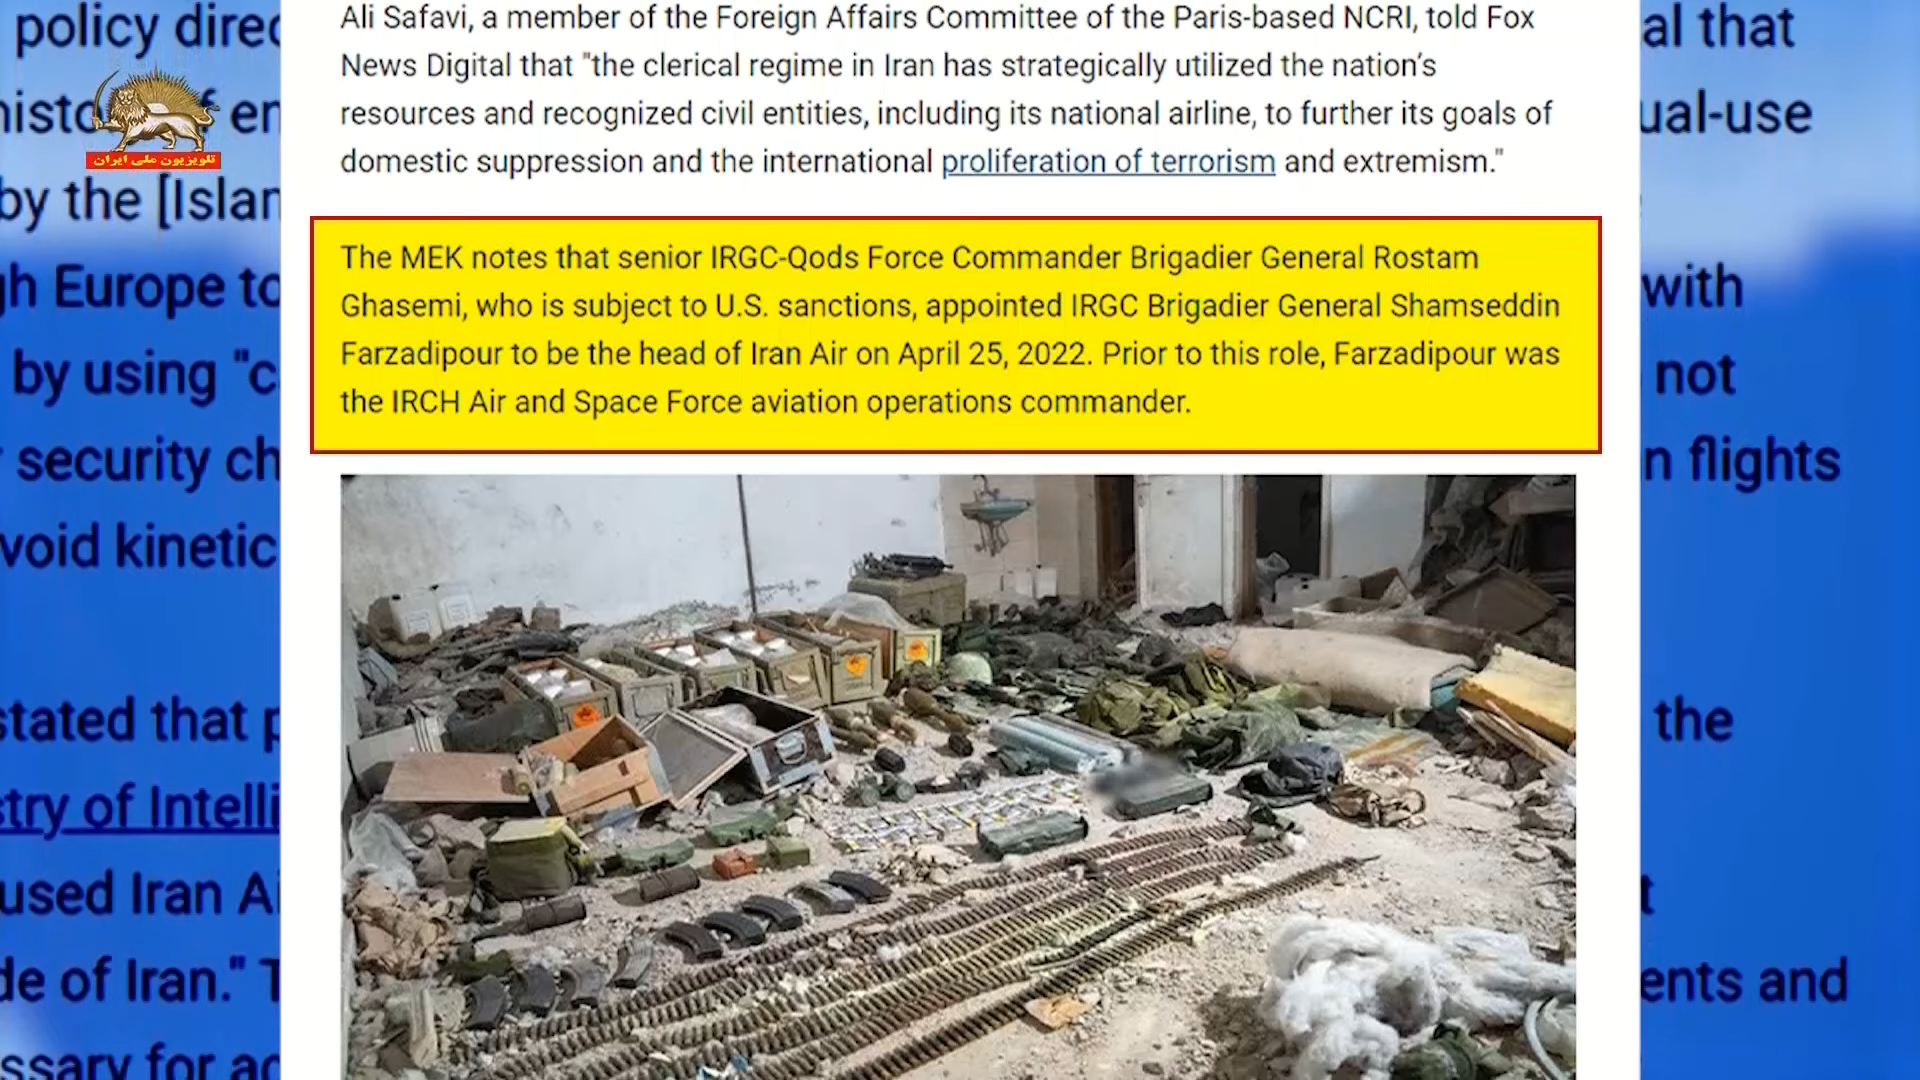 Ali Safavi, a member of the Foreign Affairs Committee of the Paris-based NCRI, told Fox
News Digital that "the clerical regime in Iran has strategically utilized the nation's
resources and recognized civil entities, including its national airline, to further its goals of
domestic suppression and the international proliferation of terrorism and extremism."
The MEK notes that senior IRGC-Qods Force Commander Brigadier General Rostam
Ghasemi, who is subject to U.S. sanctions, appointed IRGC Brigadier General Shamseddin
Farzadipour to be the head of Iran Air on April 25, 2022. Prior to this role, Farzadipour was
the IRCH Air and Space Force aviation operations commander.
تلویزیون ملی ایران
policy
al that
ual-use
by the
with
gh Europe to
by using "c
not
security ch
n flights
void kinetic
stated that p
the
stry of Intelli
used Iran Ai
de of Iran."
ents and
ssary for ac